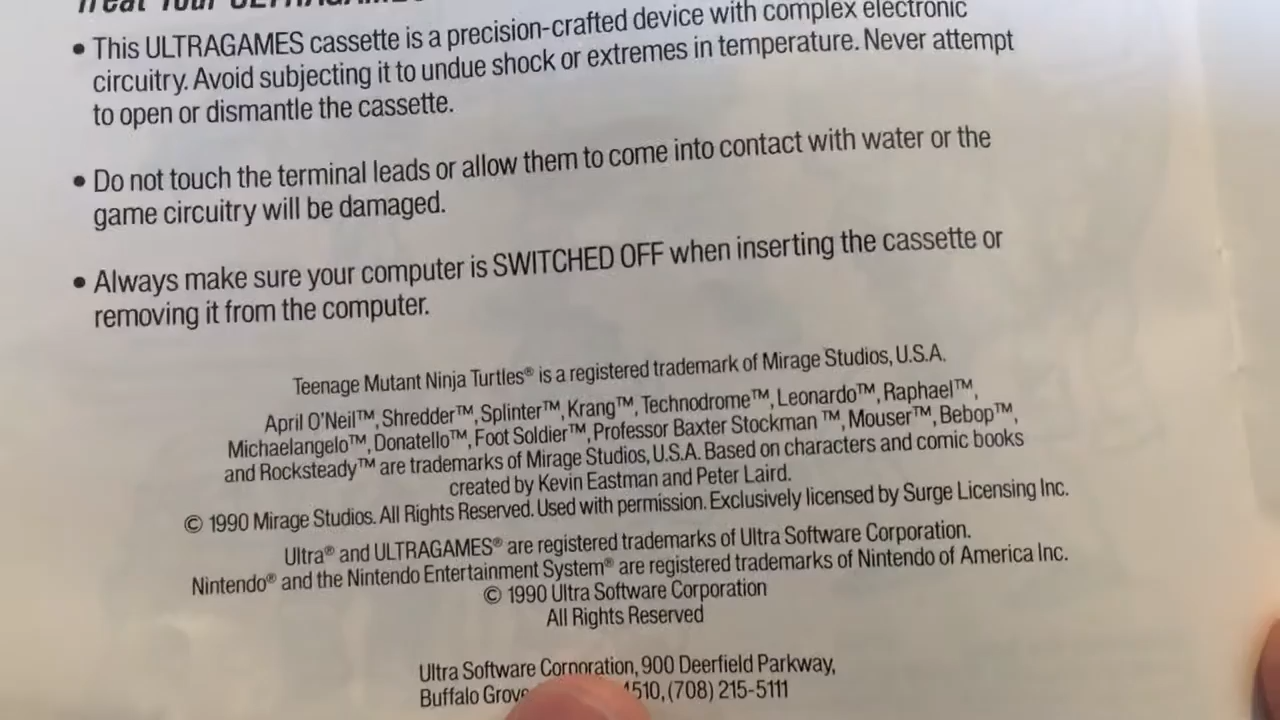 Treat Your ULTRAGAMES
• This ULTRAGAMES cassette is a precision-crafted device with complex electronic
circuitry. Avoid subjecting it to undue shock or extremes in temperature. Never attempt
to open or dismantle the cassette.
• Do not touch the terminal leads or allow them to come into contact with water or the
game circuitry will be damaged.
• Always make sure your computer is SWITCHED OFF when inserting the cassette or
removing it from the computer.
Teenage Mutant Ninja Turtles® is a registered trademark of Mirage Studios, U.S.A.
April O'Neil™, Shredder™, Splinter™, Krang™, Technodrome™, Leonardo™, Raphael™,
Michaelangelo™, Donatello™, Foot Soldier™, Professor Baxter Stockman ™, Mouser™, Bebop™,
and Rocksteady™ are trademarks of Mirage Studios, U.S.A. Based on characters and comic books
created by Kevin Eastman and Peter Laird.
© 1990 Mirage Studios. All Rights Reserved. Used with permission. Exclusively licensed by Surge Licensing Inc.
Ultra® and ULTRAGAMES® are registered trademarks of Ultra Software Corporation.
Nintendo® and the Nintendo Entertainment System® are registered trademarks of Nintendo of America Inc.
© 1990 Ultra Software Corporation
All Rights Reserved
Ultra Software Corporation, 900 Deerfield Parkway,
Buffalo Grove 510, (708) 215-5111